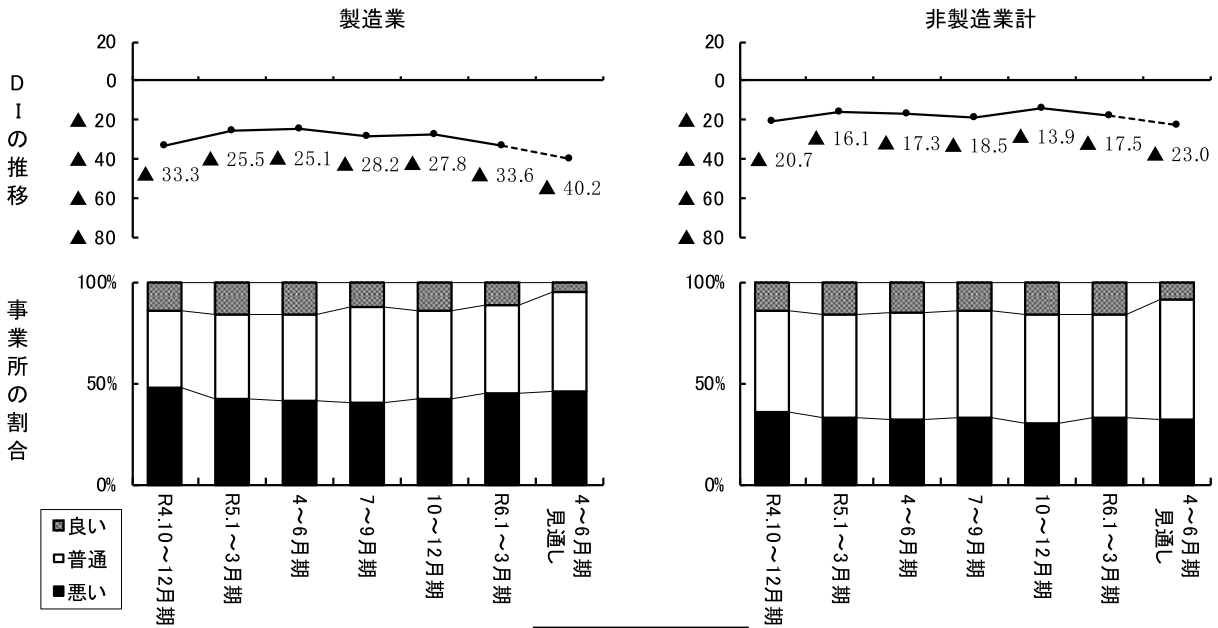 製造業
非製造業計
DIの推移
20
0
▲ 20
▲ 40
▲ 60
▲ 80
▲ 33.3
▲ 25.5
▲ 25.1
▲ 28.2
▲ 27.8
▲ 33.6
▲ 40.2
20
0
▲ 20
▲ 40
▲ 60
▲ 80
▲ 20.7
▲ 16.1
▲ 17.3
▲ 18.5
▲ 13.9
▲ 17.5
▲ 23.0
事業所の割合
100%
50%
0%
100%
50%
0%
R4.10～12月期
R5.1～3月期
4～6月期
7～9月期
10～12月期
R6.1～3月期
4～6月期
見通し
R4.10～12月期
R5.1～3月期
4～6月期
7～9月期
10～12月期
R6.1～3月期
4～6月期
見通し
良い
普通
悪い